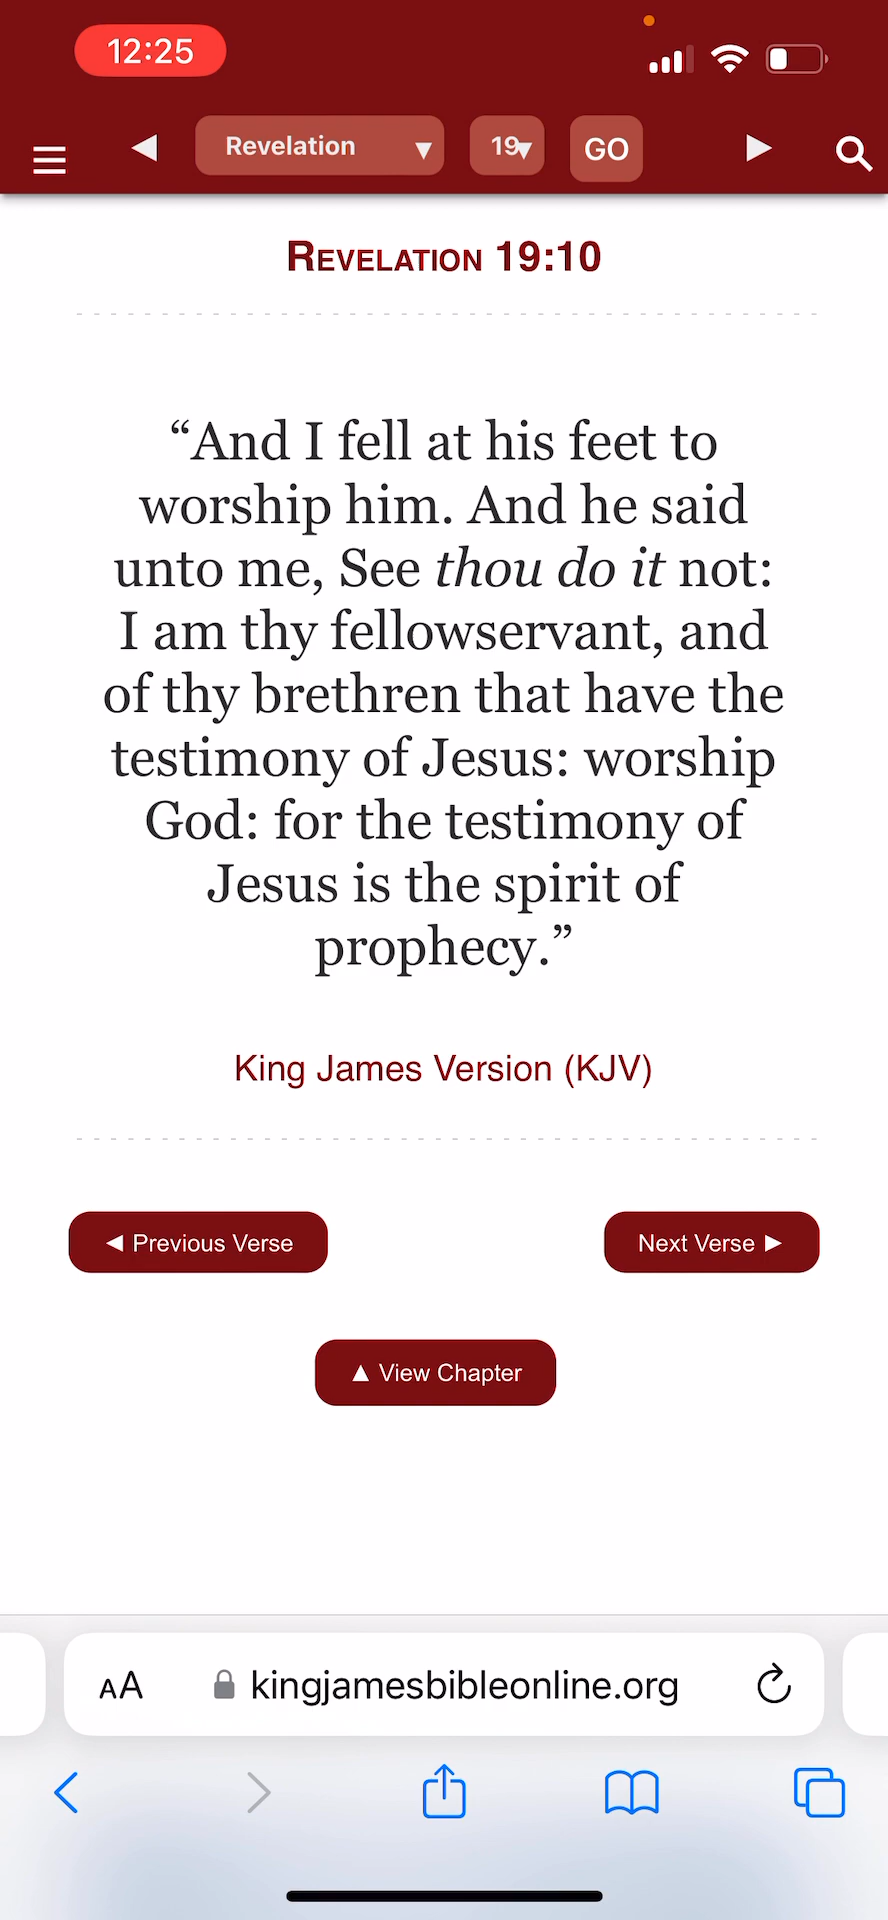 12:25
Revelation ▼ 19▼ GO
REVELATION 19:10
“And I fell at his feet to
worship him. And he said
unto me, See thou do it not:
I am thy fellowservant, and
of thy brethren that have the
testimony of Jesus: worship
God: for the testimony of
Jesus is the spirit of
prophecy.”
King James Version (KJV)
◄ Previous Verse
Next Verse ►
▲ View Chapter
AA kingjamesbibleonline.org